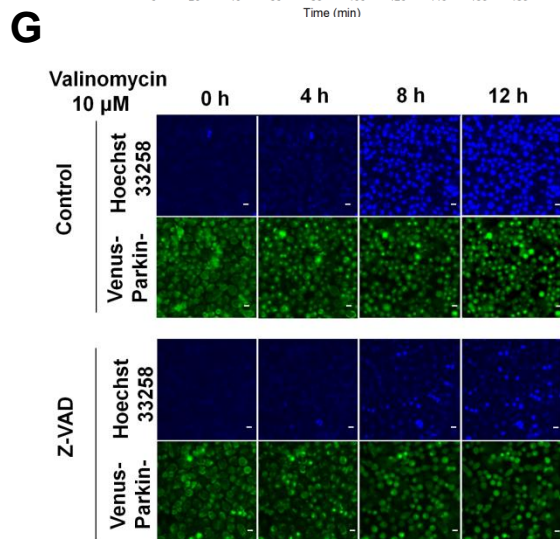 Time (min)
G
Valinomycin
10 μM
0 h
4 h
8 h
12 h
Control
Hoechst
33258
Venus-
Parkin-
Z-VAD
Hoechst
33258
Venus-
Parkin-